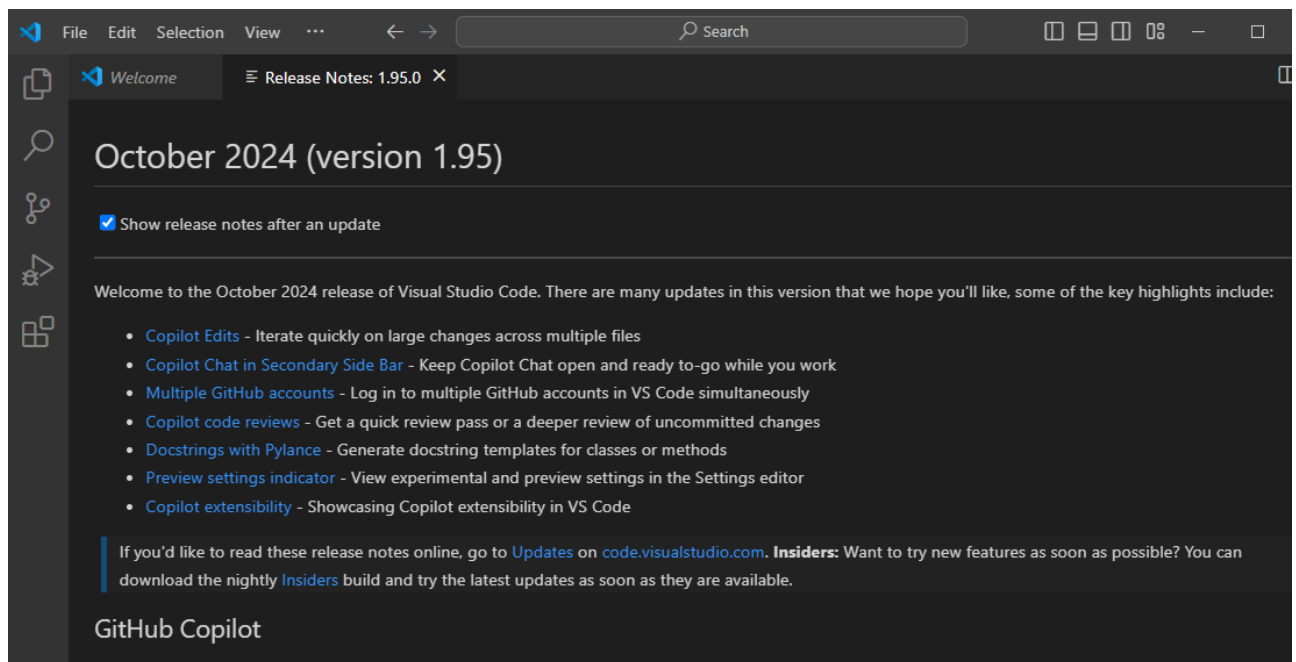 File Edit Selection View ··· Search
Welcome Release Notes: 1.95.0
October 2024 (version 1.95)
Show release notes after an update
Welcome to the October 2024 release of Visual Studio Code. There are many updates in this version that we hope you'll like, some of the key highlights include:
• Copilot Edits - Iterate quickly on large changes across multiple files
• Copilot Chat in Secondary Side Bar - Keep Copilot Chat open and ready to-go while you work
• Multiple GitHub accounts - Log in to multiple GitHub accounts in VS Code simultaneously
• Copilot code reviews - Get a quick review pass or a deeper review of uncommitted changes
• Docstrings with Pylance - Generate docstring templates for classes or methods
• Preview settings indicator - View experimental and preview settings in the Settings editor
• Copilot extensibility - Showcasing Copilot extensibility in VS Code
If you'd like to read these release notes online, go to Updates on code.visualstudio.com. Insiders: Want to try new features as soon as possible? You can
download the nightly Insiders build and try the latest updates as soon as they are available.
GitHub Copilot